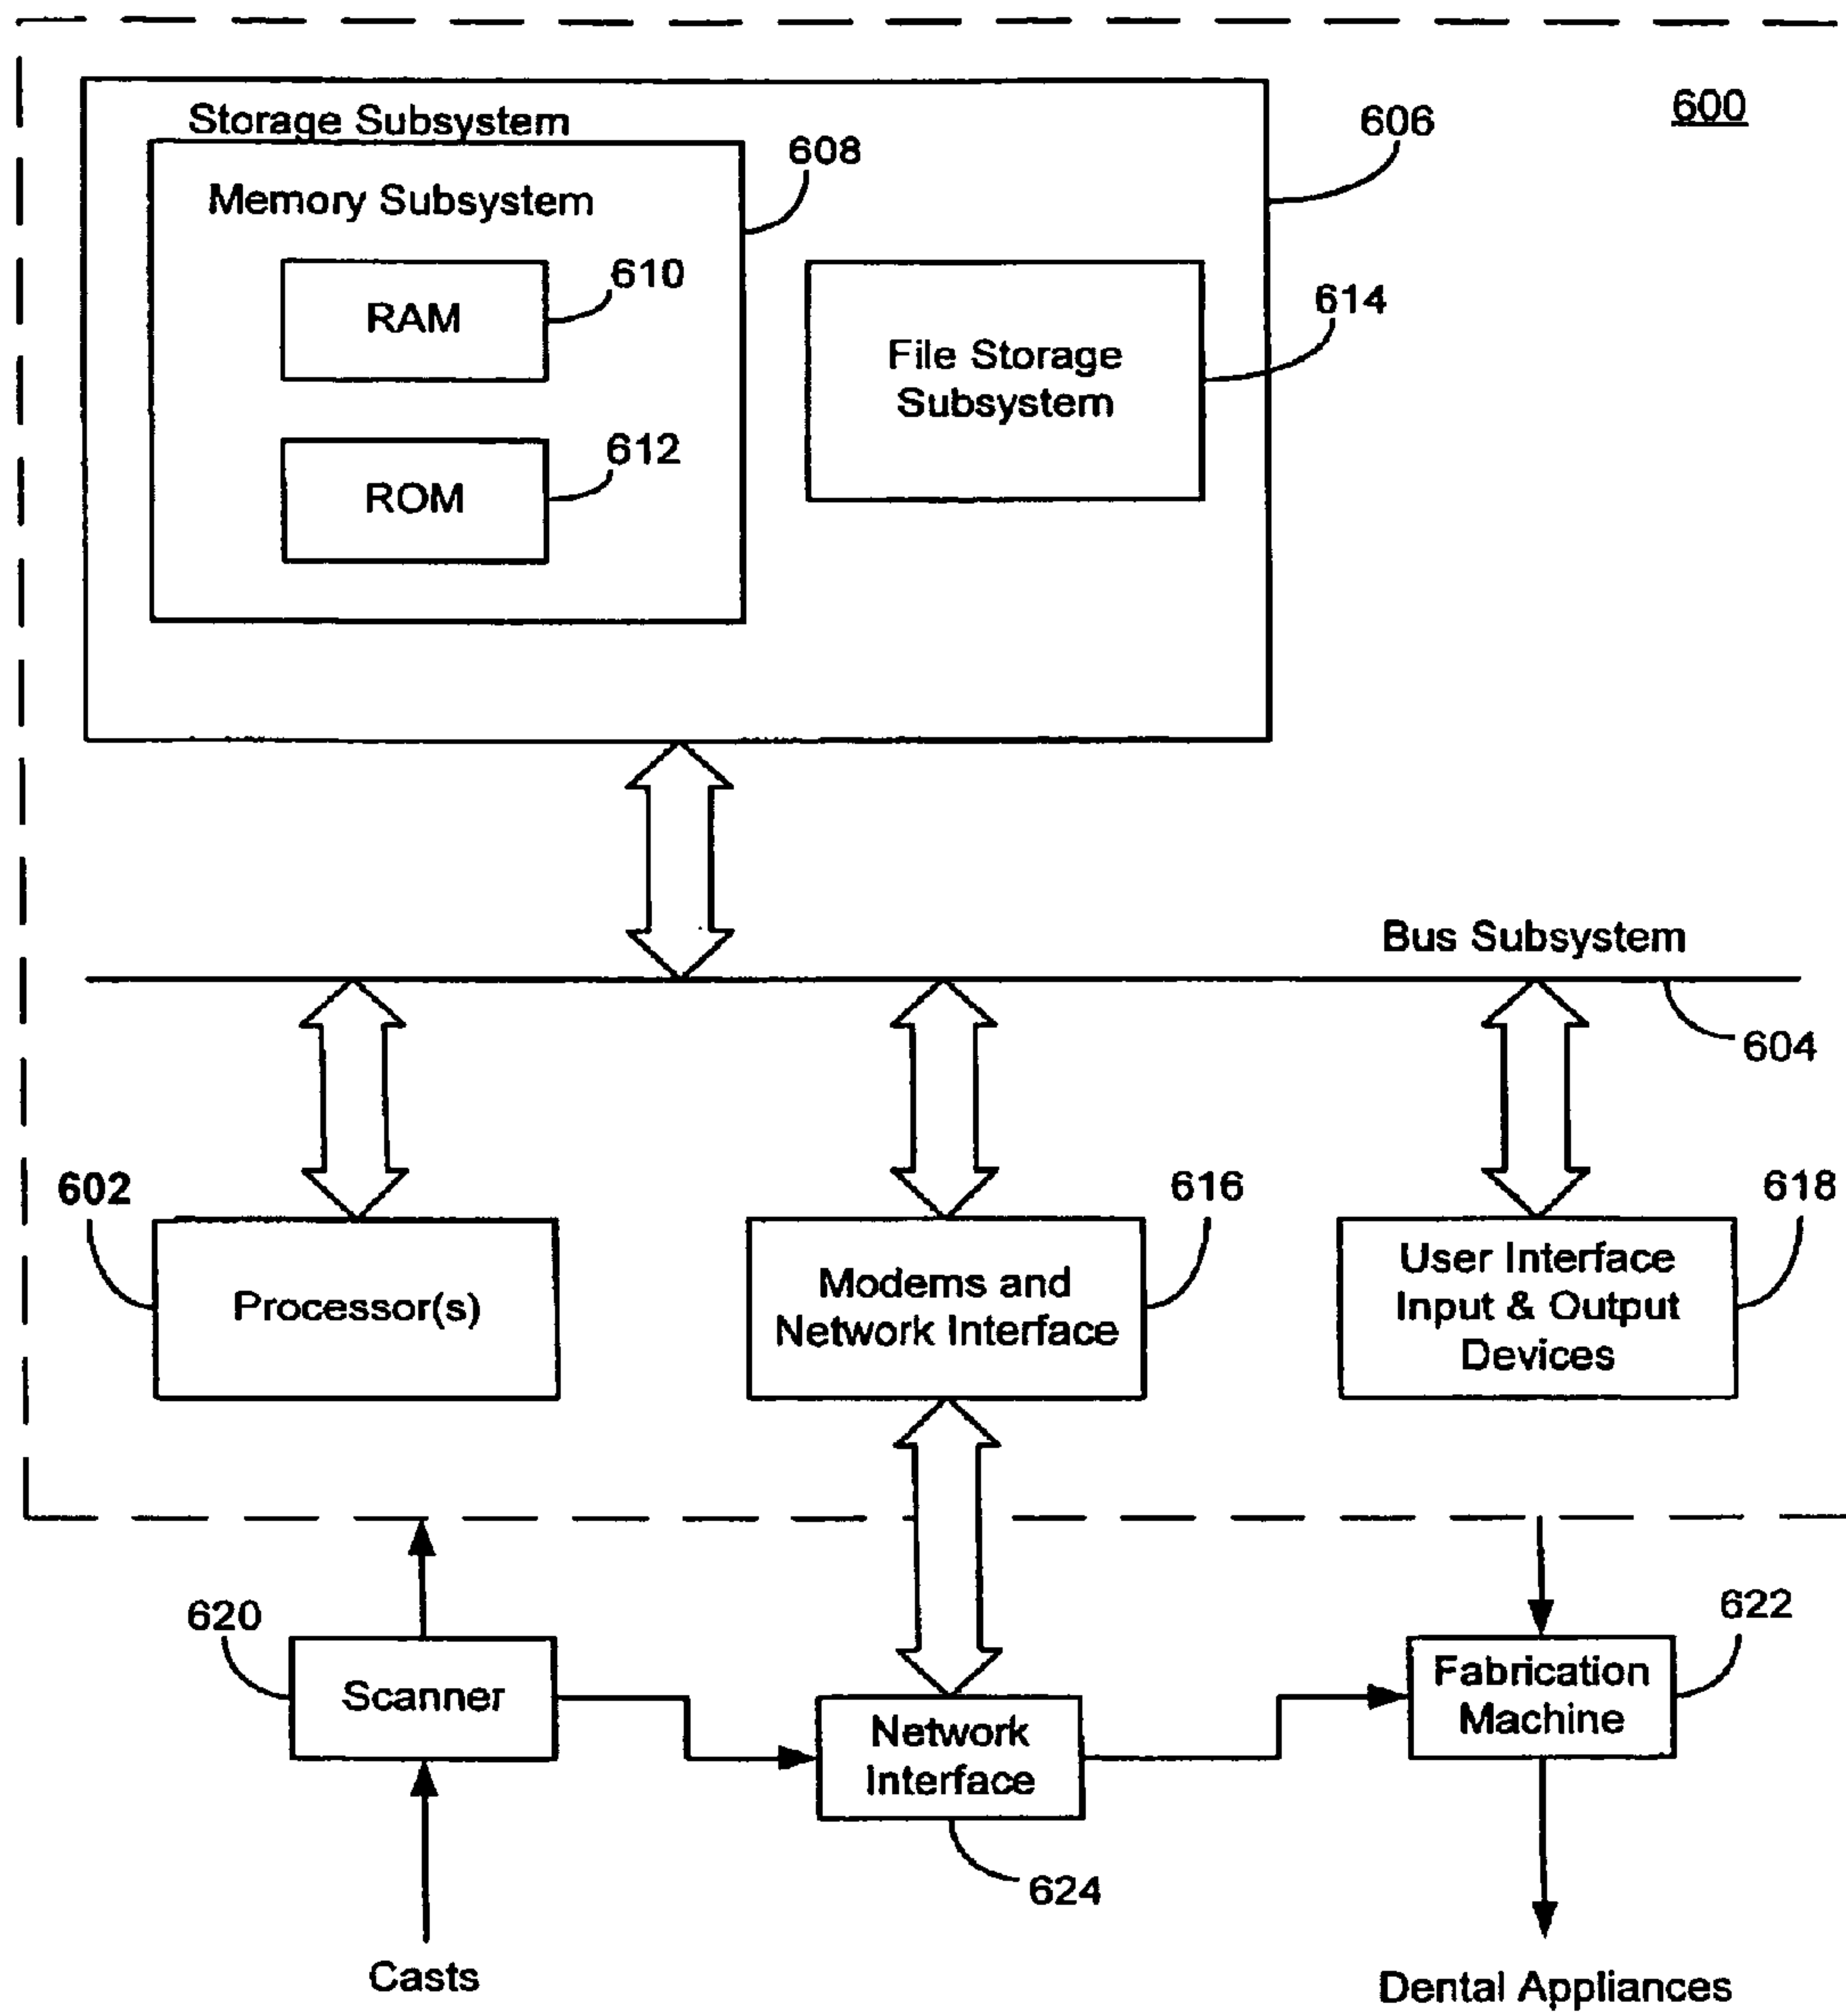 600
Storage Subsystem
606
608
Memory Subsystem
610
RAM
614
File Storage
Subsystem
612
ROM
Bus Subsystem
604
602
616
618
Processor(s)
Modems and
Network Interface
User Interface
Input & Output
Devices
620
622
Scanner
Fabrication
Machine
Network
Interface
624
Casts
Dental Appliances